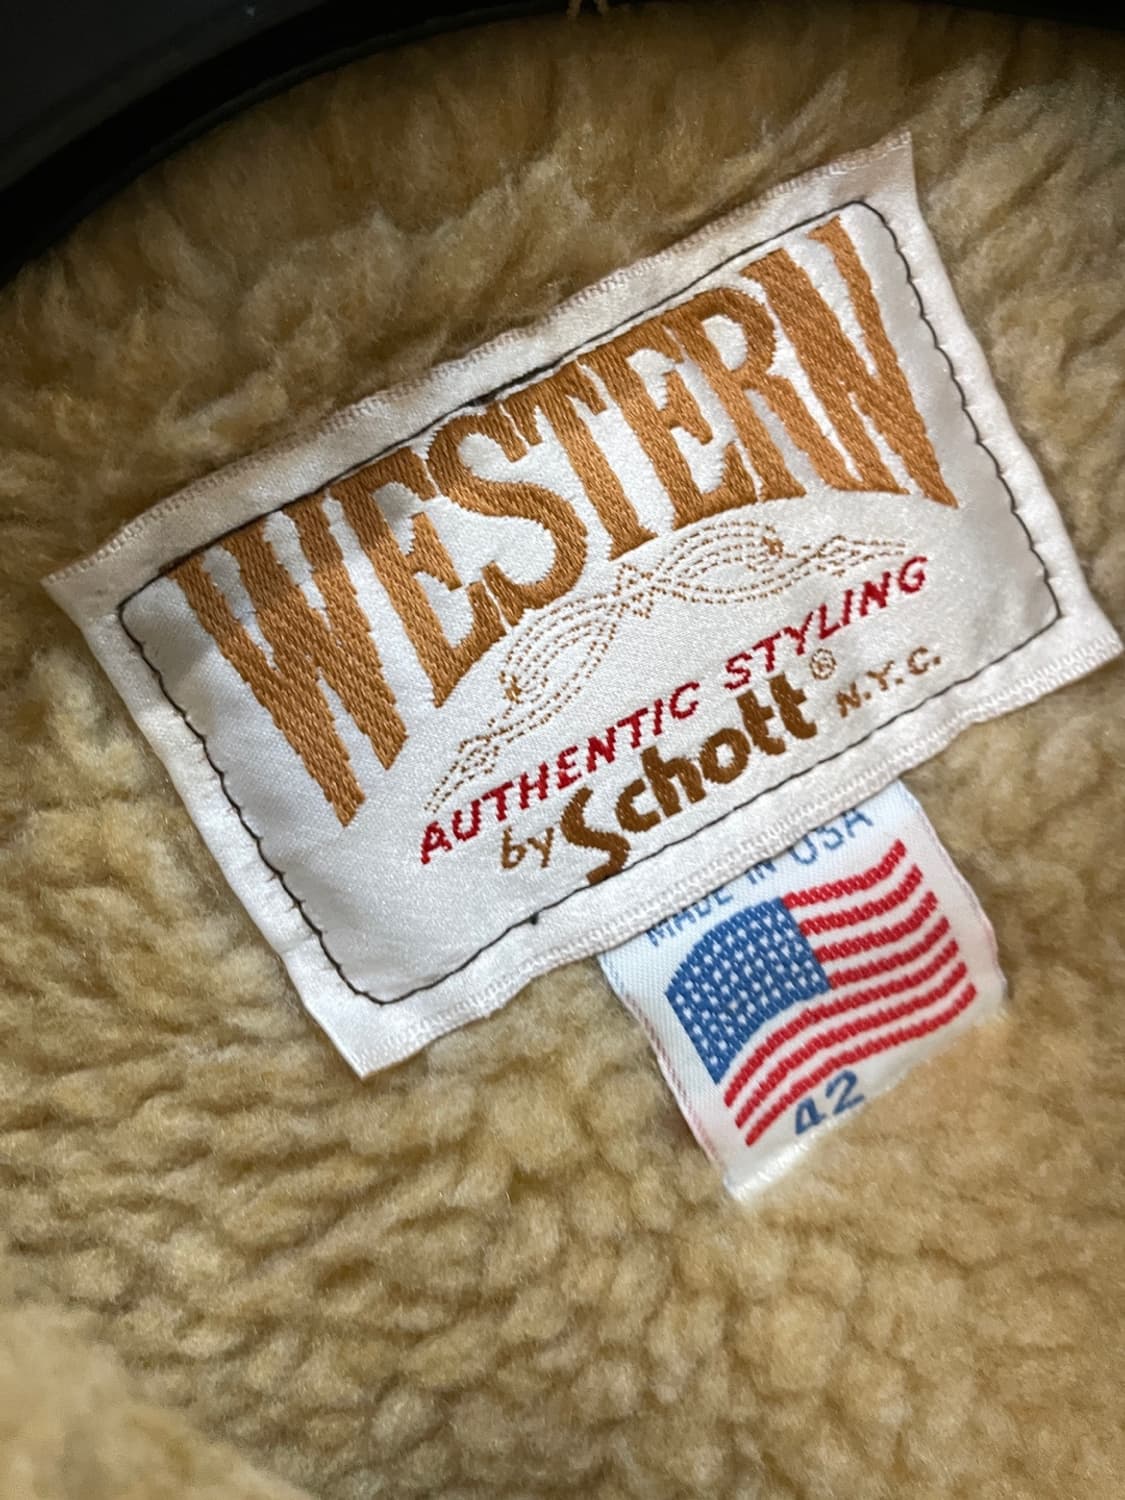 WESTERN
AUTHENTIC STYLING
by Schott® N.Y.C.
MADE IN USA
42